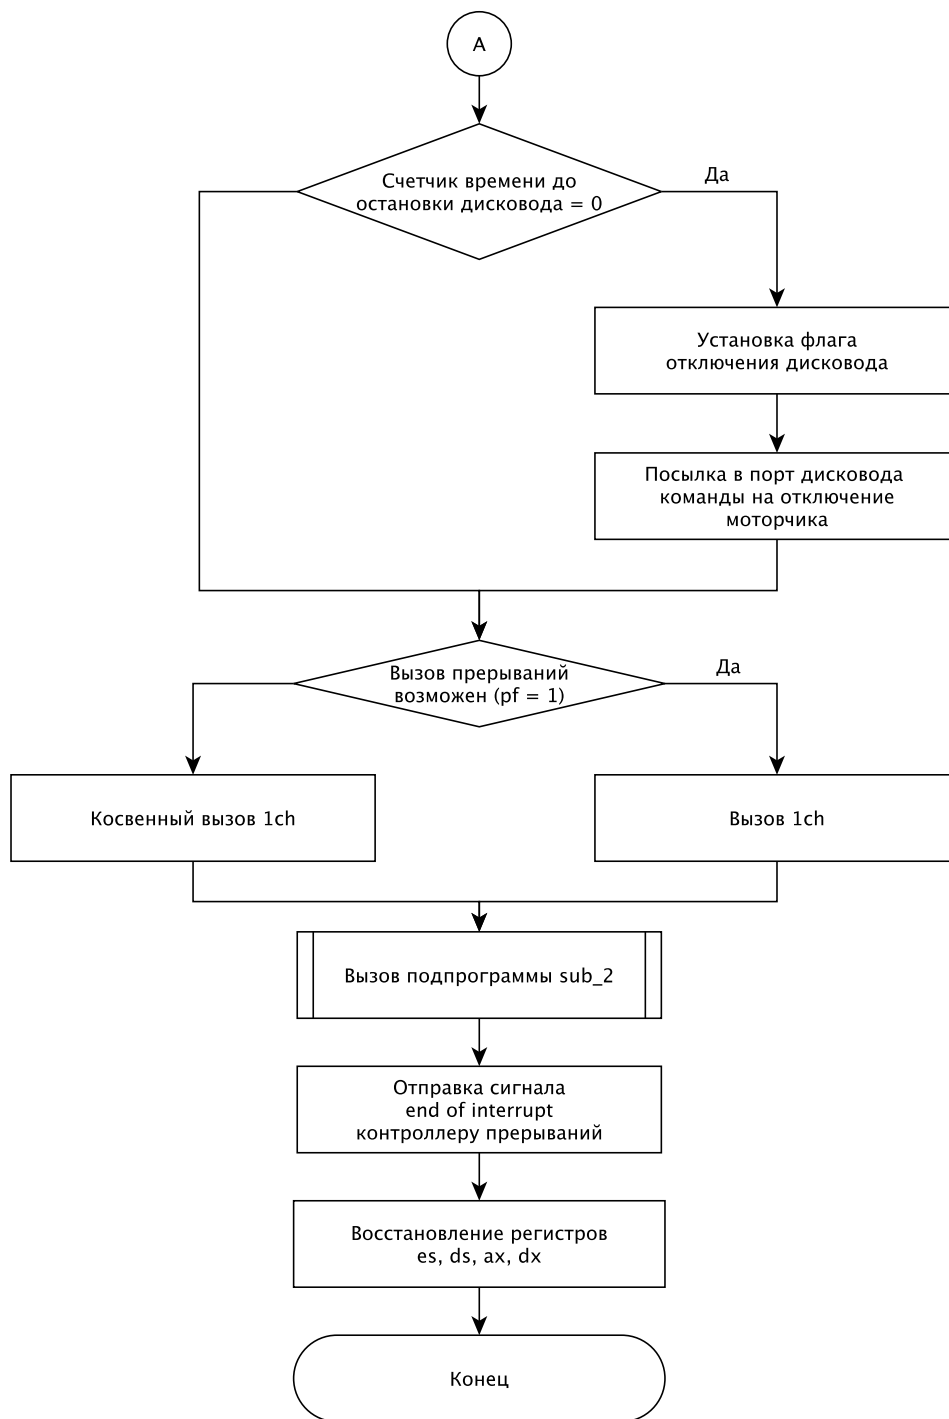 А
Счетчик времени до
остановки дисковода = 0
Да
Установка флага
отключения дисковода
Посылка в порт дисковода
команды на отключение
моторчика
Вызов прерываний
возможен (pf = 1)
Да
Косвенный вызов 1ch
Вызов 1ch
Вызов подпрограммы sub_2
Отправка сигнала
end of interrupt
контроллеру прерываний
Восстановление регистров
es, ds, ax, dx
Конец